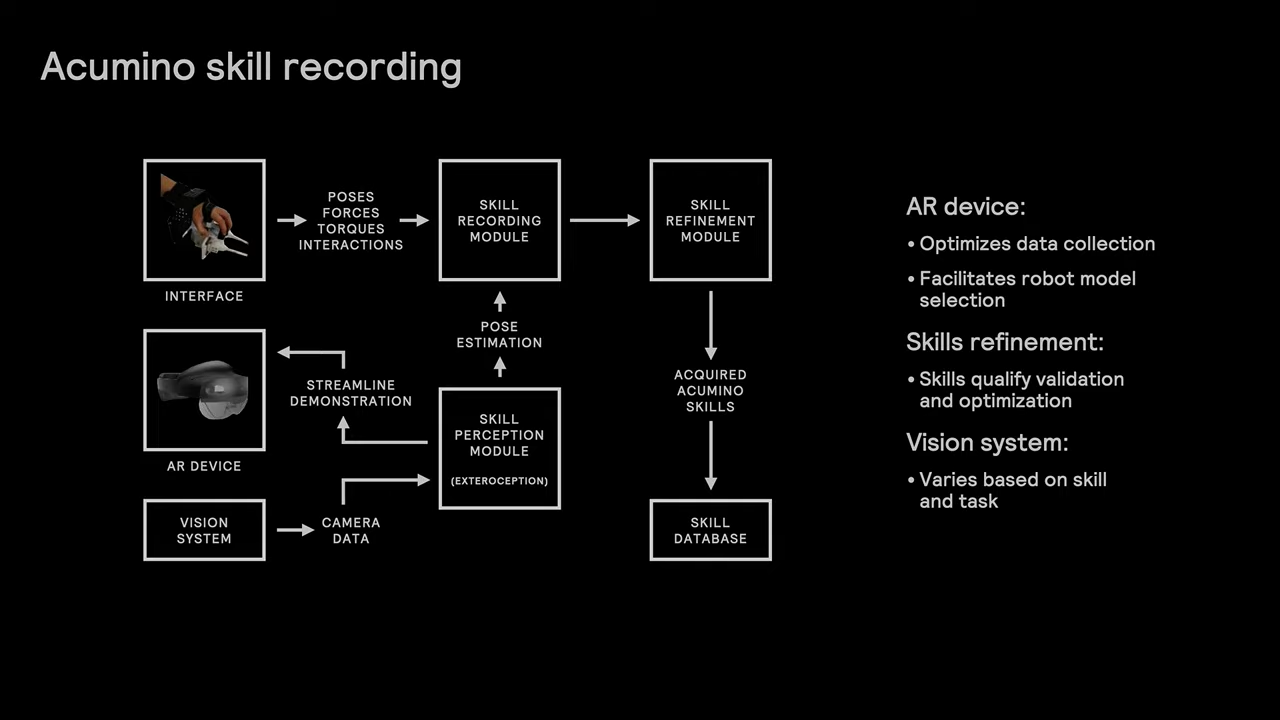 Acumino skill recording
POSES
FORCES
TORQUES
INTERACTIONS
SKILL
RECORDING
MODULE
SKILL
REFINEMENT
MODULE
INTERFACE
POSE
ESTIMATION
STREAMLINE
DEMONSTRATION
AR DEVICE
SKILL
PERCEPTION
MODULE
(EXTEROCEPTION)
VISION
SYSTEM
CAMERA
DATA
ACQUIRED
ACUMINO
SKILLS
SKILL
DATABASE
AR device:
• Optimizes data collection
• Facilitates robot model
selection
Skills refinement:
• Skills qualify validation
and optimization
Vision system:
• Varies based on skill
and task